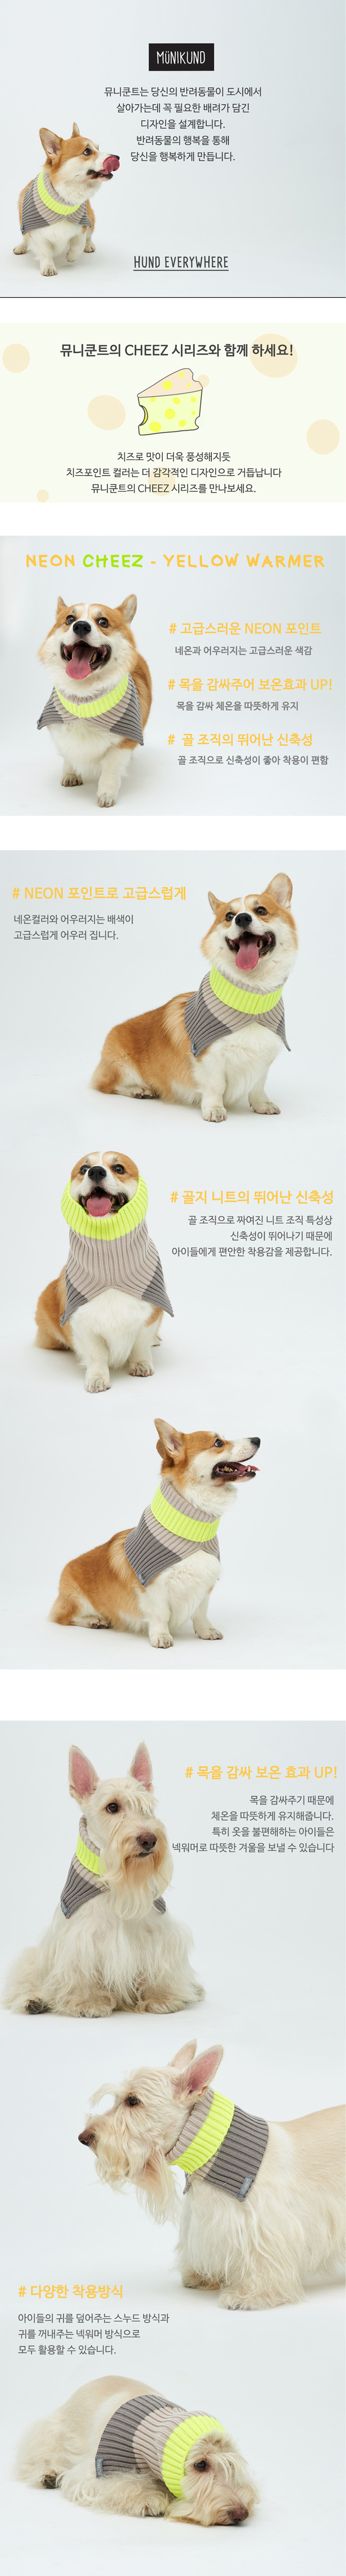 MÜNIKUND
뮤니쿤트는 당신의 반려동물이 도시에서
살아가는데 꼭 필요한 배려가 담긴
디자인을 설계합니다.
반려동물의 행복을 통해
당신을 행복하게 만듭니다.
HUND EVERYWHERE
뮤니쿤트의 CHEEZ 시리즈와 함께 하세요!
치즈로 맛이 더욱 풍성해지듯
치즈포인트 컬러는 더 감각적인 디자인으로 거듭납니다
뮤니쿤트의 CHEEZ 시리즈를 만나보세요.
NEON CHEEZ - YELLOW WARMER
# 고급스러운 NEON 포인트
네온과 어우러지는 고급스러운 색감
# 목을 감싸주어 보온효과 UP!
목을 감싸 체온을 따뜻하게 유지
# 골 조직의 뛰어난 신축성
골 조직으로 신축성이 좋아 착용이 편함
# NEON 포인트로 고급스럽게
네온컬러와 어우러지는 배색이
고급스럽게 어우러 집니다.
# 골지 니트의 뛰어난 신축성
골 조직으로 짜여진 니트 조직 특성상
신축성이 뛰어나기 때문에
아이들에게 편안한 착용감을 제공합니다.
# 목을 감싸 보온 효과 UP!
목을 감싸주기 때문에
체온을 따뜻하게 유지해줍니다.
특히 옷을 불편해하는 아이들은
넥워머로 따뜻한 겨울을 보낼 수 있습니다
# 다양한 착용방식
아이들의 귀를 덮어주는 스누드 방식과
귀를 꺼내주는 넥워머 방식으로
모두 활용할 수 있습니다.